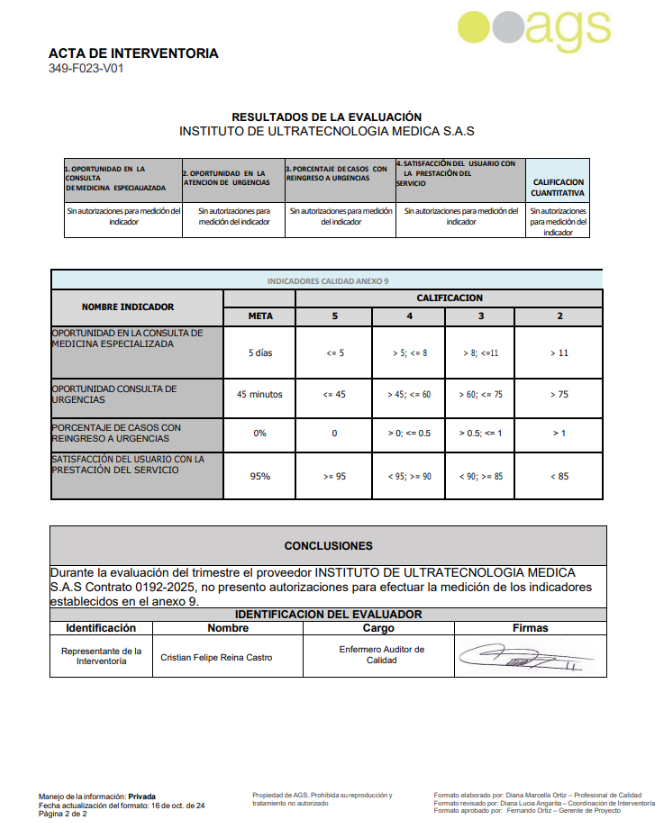 ags
ACTA DE INTERVENTORIA
349-F023-V01
RESULTADOS DE LA EVALUACIÓN
INSTITUTO DE ULTRATECNOLOGIA MEDICA S.A.S
1. OPORTUNIDAD EN LA
CONSULTA
DE MEDICINA ESPECIALIAZADA
2. OPORTUNIDAD EN LA
ATENCION DE URGENCIAS
3. PORCENTAJE DE CASOS CON
REINGRESO A URGENCIAS
4. SATISFACCIÓN DEL USUARIO CON
LA PRESTACIÓN DEL
SERVICIO
CALIFICACION
CUANTITATIVA
Sin autorizaciones para medición del
indicador
Sin autorizaciones para
medición del indicador
Sin autorizaciones para medición
del indicador
Sin autorizaciones para medición del
indicador
Sin autorizaciones
para medición del
indicador
INDICADORES CALIDAD ANEXO 9
NOMBRE INDICADOR
CALIFICACION
META 5 4 3 2
OPORTUNIDAD EN LA CONSULTA DE
MEDICINA ESPECIALIZADA
5 días <= 5 > 5; <= 8 > 8; <=11 > 11
OPORTUNIDAD CONSULTA DE
URGENCIAS
45 minutos <= 45 > 45; <= 60 > 60; <= 75 > 75
PORCENTAJE DE CASOS CON
REINGRESO A URGENCIAS
0% 0 > 0; <= 0.5 > 0.5; <= 1 > 1
SATISFACCIÓN DEL USUARIO CON LA
PRESTACIÓN DEL SERVICIO
95% >= 95 < 95; >= 90 < 90; >= 85 < 85
CONCLUSIONES
Durante la evaluación del trimestre el proveedor INSTITUTO DE ULTRATECNOLOGIA MEDICA
S.A.S Contrato 0192-2025, no presento autorizaciones para efectuar la medición de los indicadores
establecidos en el anexo 9.
IDENTIFICACION DEL EVALUADOR
Identificación Nombre Cargo Firmas
Representante de la
Interventoría
Cristian Felipe Reina Castro
Enfermero Auditor de
Calidad
Manejo de la información: Privada
Fecha actualización del formato: 16 de oct. de 24
Página 2 de 2
Propiedad de AGS. Prohibida su reproducción y
tratamiento no autorizado
Formato elaborado por: Diana Marcella Ortiz – Profesional de Calidad
Formato revisado por: Diana Lucia Angarita – Coordinación de Interventoría
Formato aprobado por: Fernando Ortiz – Gerente de Proyecto